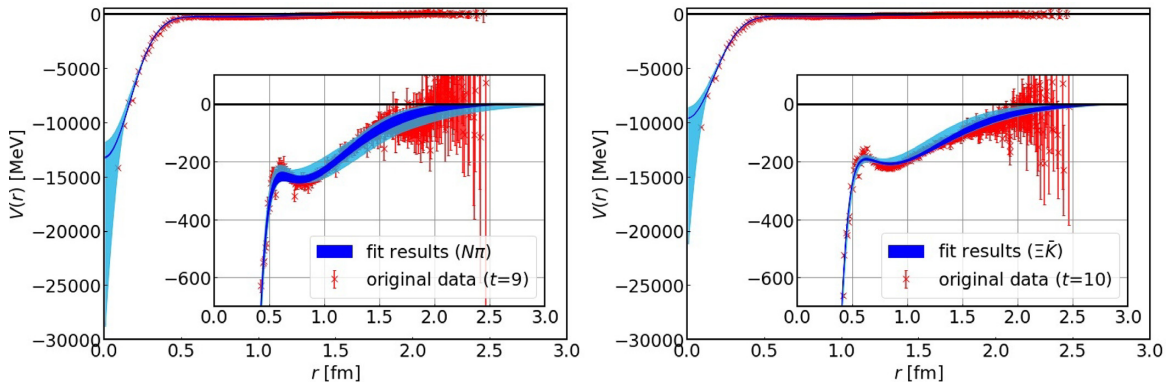 0
−5000
−10000
−15000
−20000
−25000
−30000
V(r) [MeV]
0.0 0.5 1.0 1.5 2.0 2.5 3.0
r [fm]
0
−200
−400
−600
0.0 0.5 1.0 1.5 2.0 2.5 3.0
fit results (Nπ)
original data (t=9)
0
−5000
−10000
−15000
−20000
−25000
−30000
V(r) [MeV]
0.0 0.5 1.0 1.5 2.0 2.5 3.0
r [fm]
0
−200
−400
−600
0.0 0.5 1.0 1.5 2.0 2.5 3.0
fit results (ΞK̄)
original data (t=10)